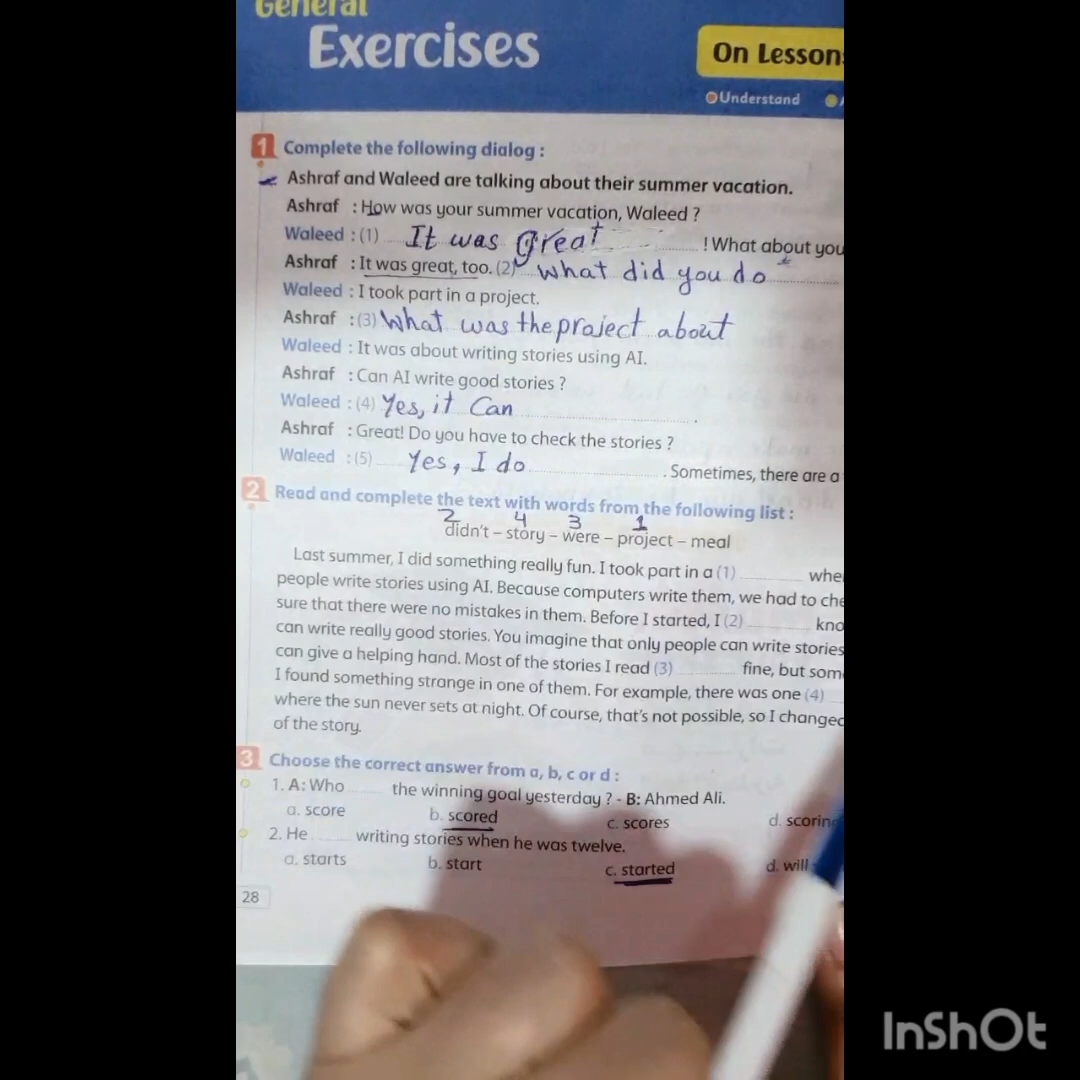 General
Exercises
On Lesson
Understand
1 Complete the following dialog :
Ashraf and Waleed are talking about their summer vacation.
Ashraf : How was your summer vacation, Waleed ?
Waleed : (1) It was great ! What about you
Ashraf : It was great, too. (2) what did you do
Waleed : I took part in a project.
Ashraf : (3) What was the praject about
Waleed : It was about writing stories using AI.
Ashraf : Can AI write good stories ?
Waleed : (4) Yes, it Can .
Ashraf : Great! Do you have to check the stories ?
Waleed : (5) Yes, I do . Sometimes, there are a
2 Read and complete the text with words from the following list :
2 4 3 1
didn't – story – were – project – meal
Last summer, I did something really fun. I took part in a (1)
people write stories using AI. Because computers write them, we had to
sure that there were no mistakes in them. Before I started, I (2)
can write really good stories. You imagine that only people can write stories
can give a helping hand. Most of the stories I read (3) fine, but
I found something strange in one of them. For example, there was one (4)
where the sun never sets at night. Of course, that's not possible, so I changed
of the story.
3 Choose the correct answer from a, b, c or d :
1. A: Who the winning goal yesterday ? - B: Ahmed Ali.
a. score b. scored c. scores d. scoring
2. He writing stories when he was twelve.
a. starts b. start c. started d. will
28
InShOt